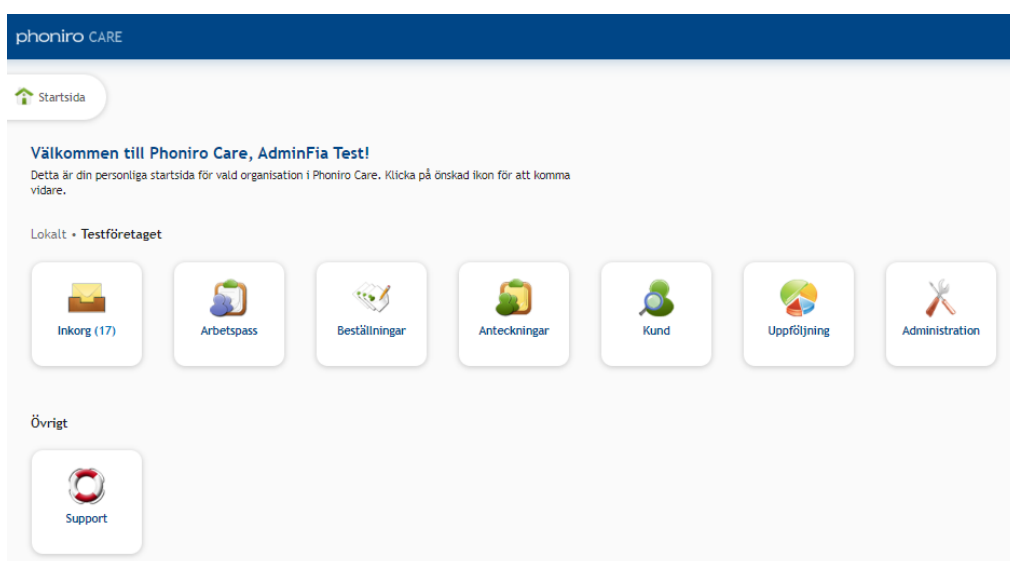 phoniro CARE
Startsida
Välkommen till Phoniro Care, AdminFia Test!
Detta är din personliga startsida för vald organisation i Phoniro Care. Klicka på önskad ikon för att komma
vidare.
Lokalt • Testföretaget
Inkorg (17) Arbetspass Beställningar Anteckningar Kund Uppföljning Administration
Övrigt
Support